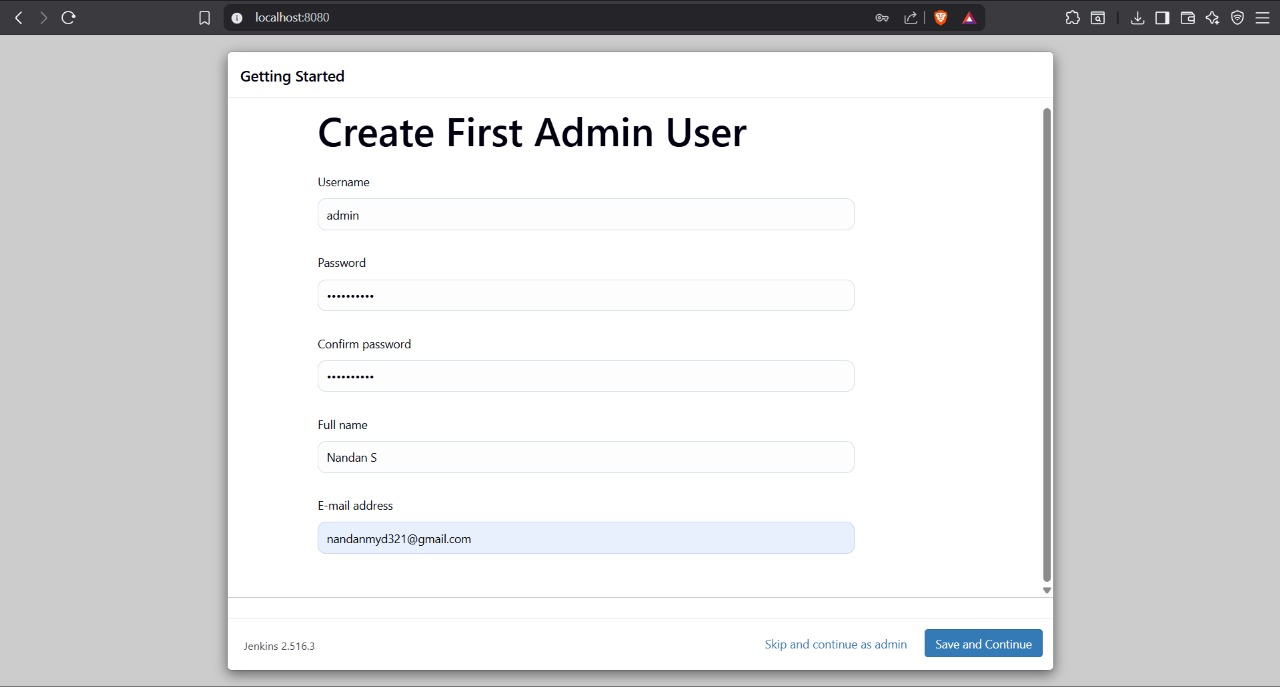 localhost:8080
Getting Started
Create First Admin User
Username
admin
Password
••••••••••
Confirm password
••••••••••
Full name
Nandan S
E-mail address
nandanmyd321@gmail.com
Jenkins 2.516.3
Skip and continue as admin
Save and Continue